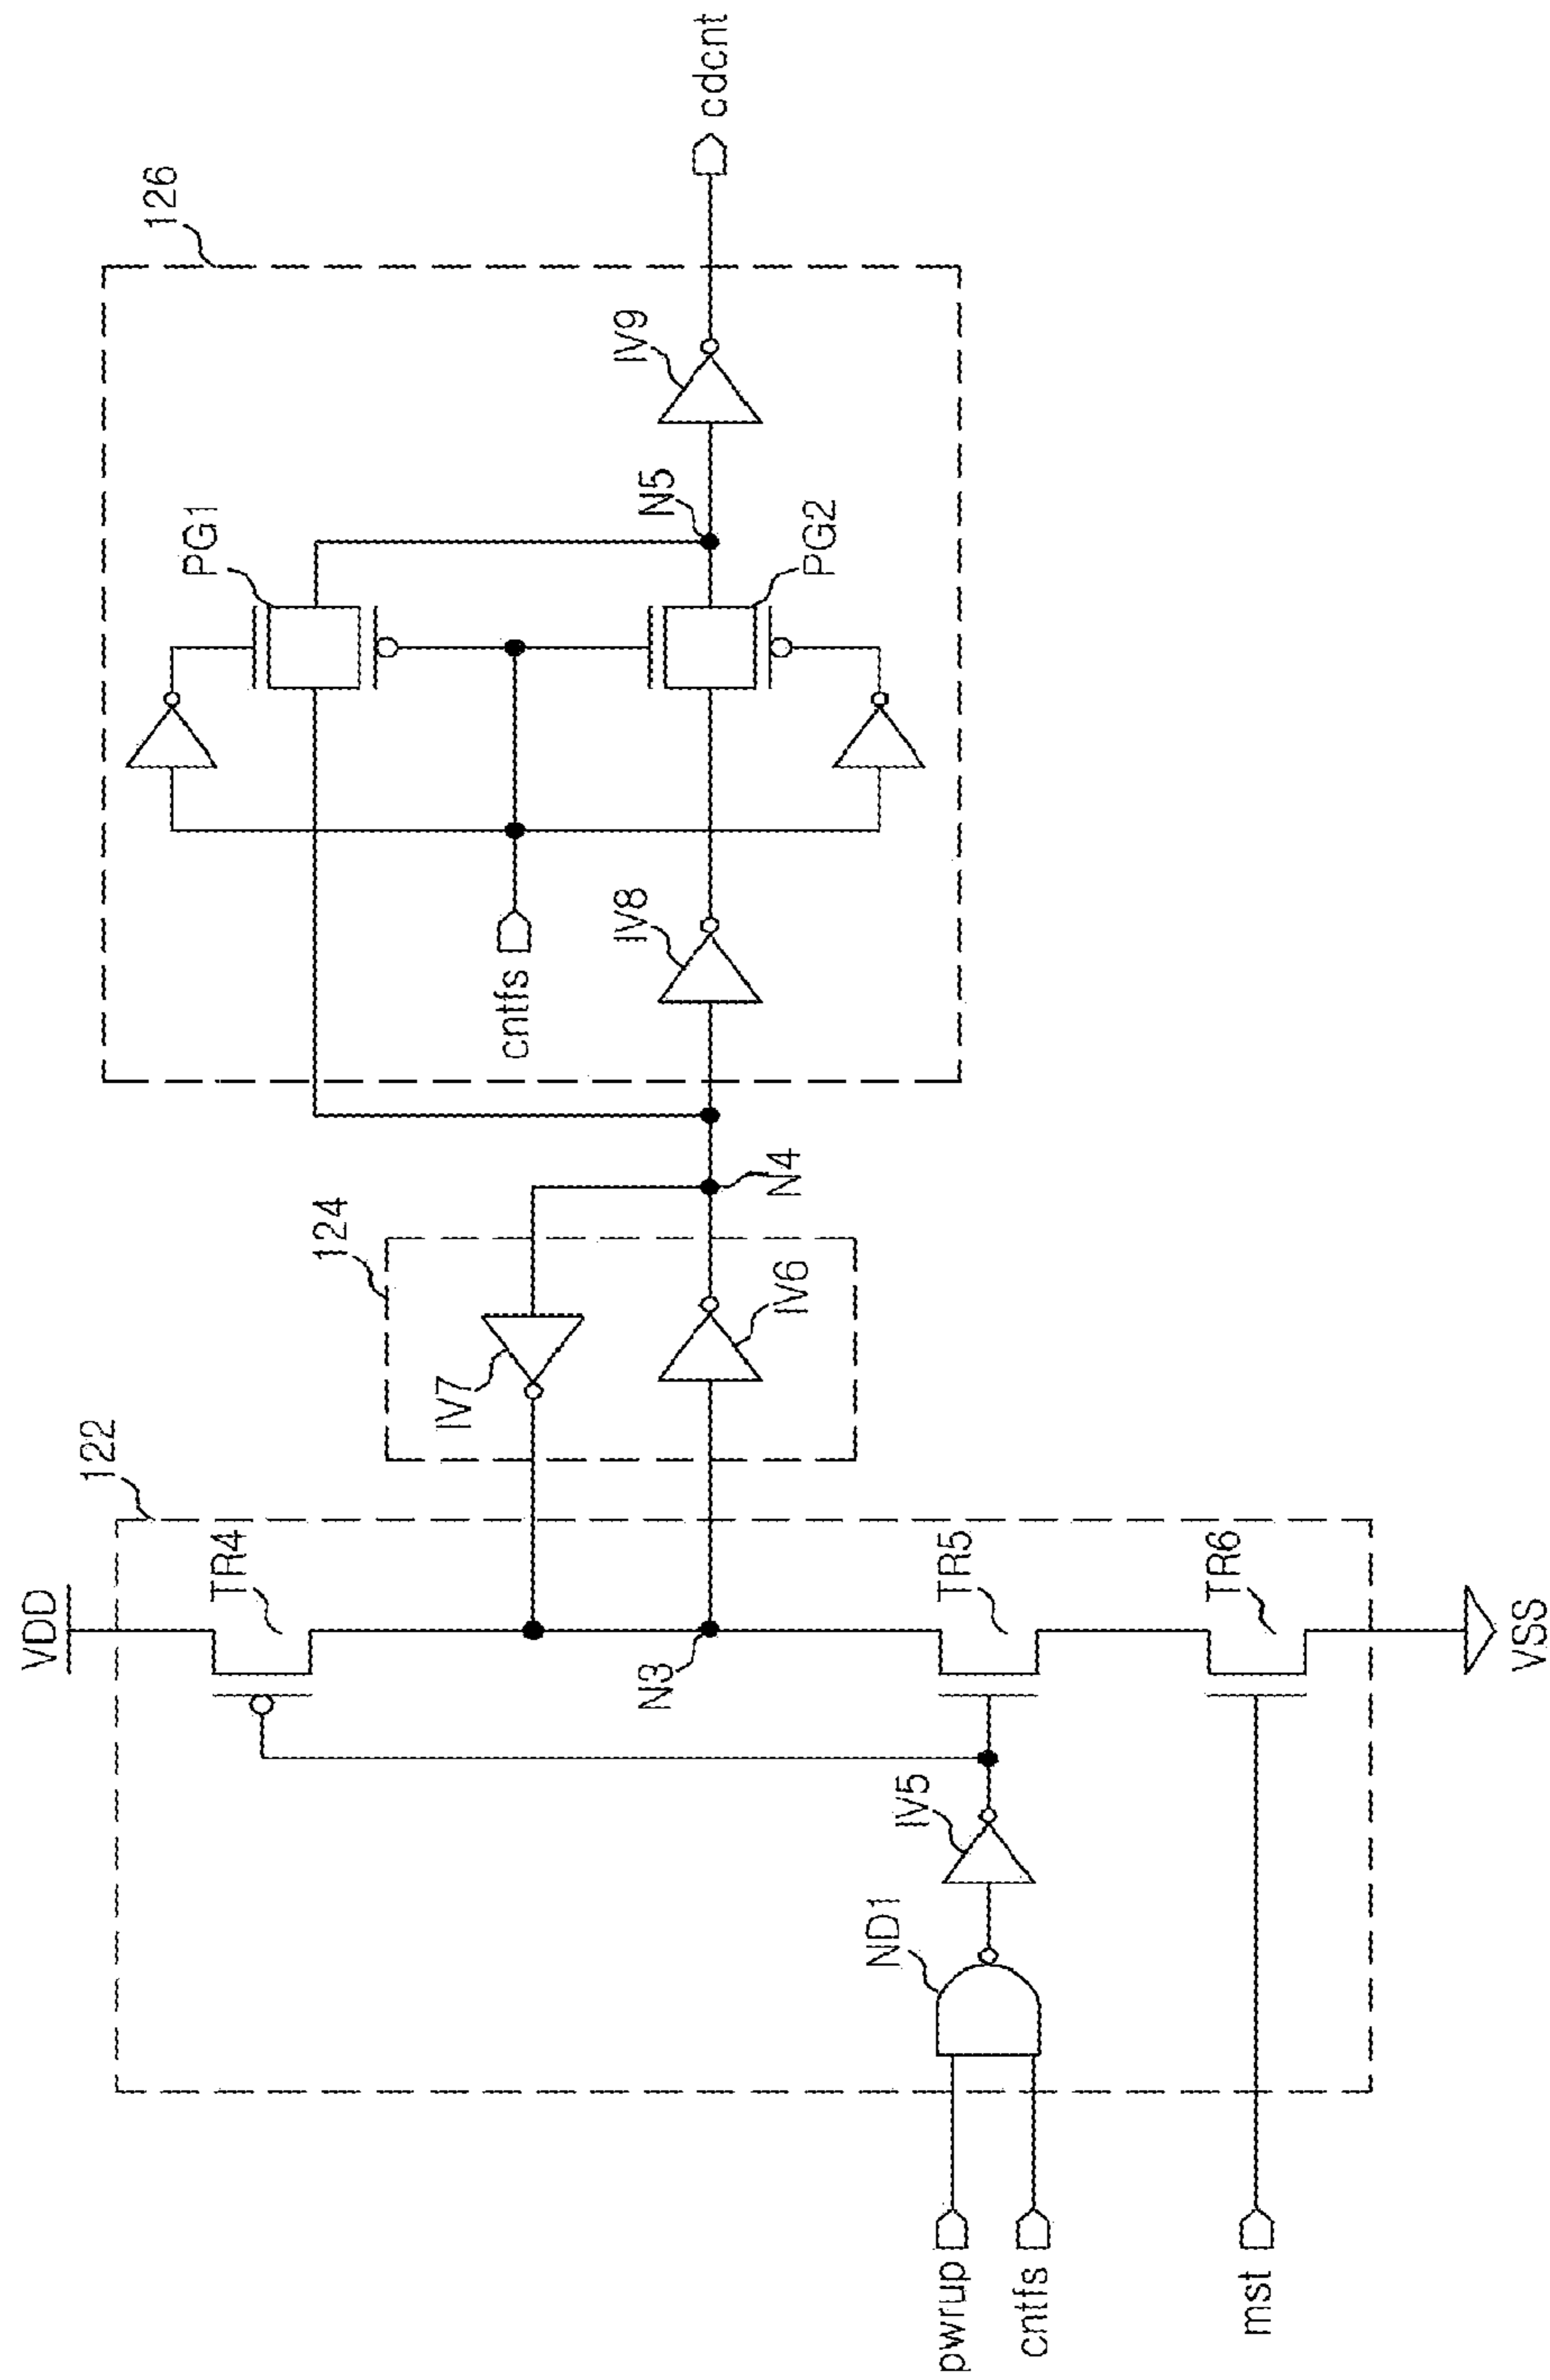 VDD
122
TR4
N3
TR5
TR6
VSS
IV5
ND1
pwrup
cntfs
mst
124
IV7
IV6
N4
126
PG1
N5
PG2
IV8
IV9
cntfs
cdcnt